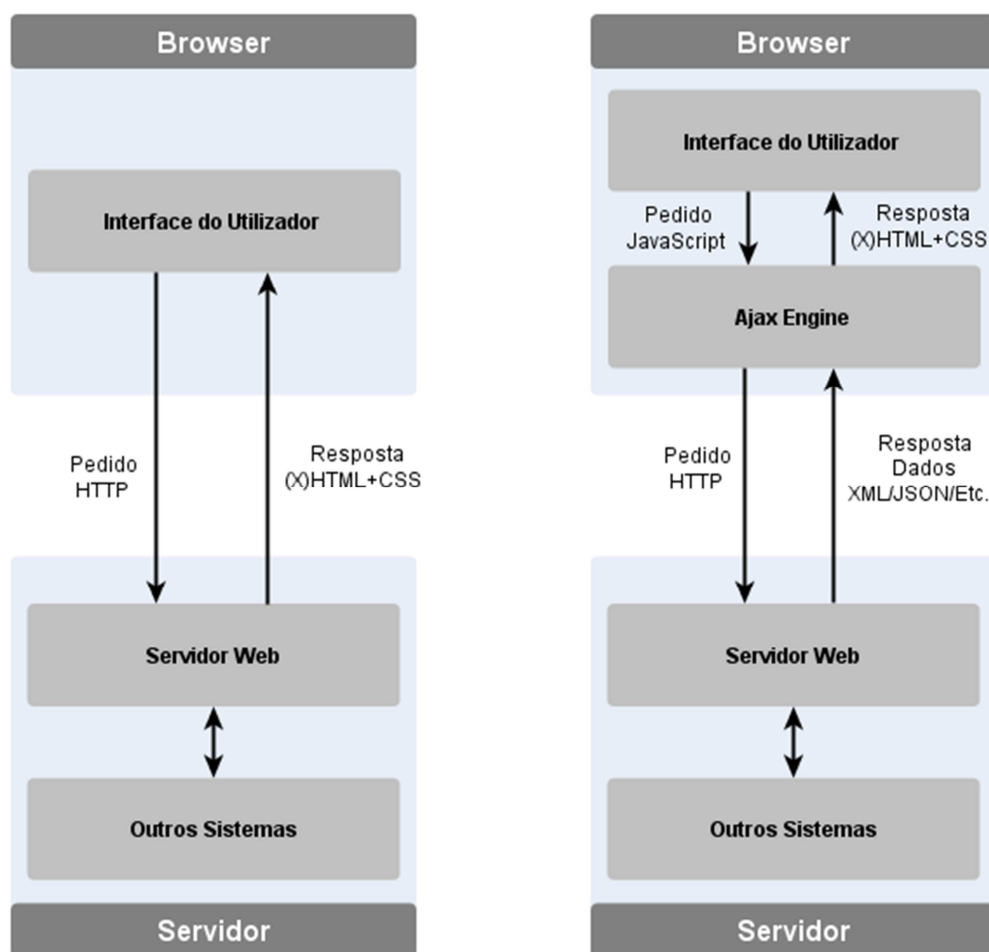 Browser
Interface do Utilizador
Pedido
HTTP
Resposta
(X)HTML+CSS
Servidor Web
Outros Sistemas
Servidor
Browser
Interface do Utilizador
Pedido
JavaScript
Resposta
(X)HTML+CSS
Ajax Engine
Pedido
HTTP
Resposta
Dados
XML/JSON/Etc.
Servidor Web
Outros Sistemas
Servidor